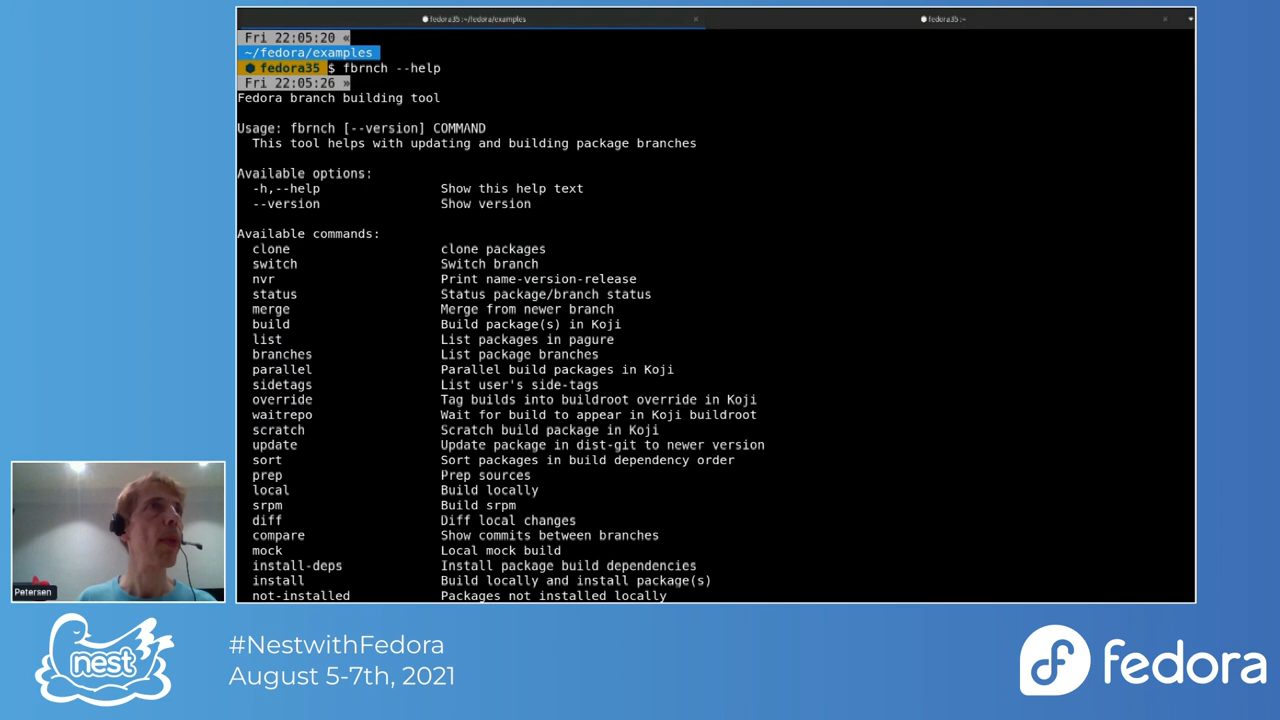 fedora35:~/fedora/examples
fedora35:~
Fri 22:05:20 «
~/fedora/examples
fedora35 $ fbrnch --help
Fri 22:05:26 »
Fedora branch building tool
Usage: fbrnch [--version] COMMAND
This tool helps with updating and building package branches
Available options:
-h,--help Show this help text
--version Show version
Available commands:
clone clone packages
switch Switch branch
nvr Print name-version-release
status Status package/branch status
merge Merge from newer branch
build Build package(s) in Koji
list List packages in pagure
branches List package branches
parallel Parallel build packages in Koji
sidetags List user's side-tags
override Tag builds into buildroot override in Koji
waitrepo Wait for build to appear in Koji buildroot
scratch Scratch build package in Koji
update Update package in dist-git to newer version
sort Sort packages in build dependency order
prep Prep sources
local Build locally
srpm Build srpm
diff Diff local changes
compare Show commits between branches
mock Local mock build
install-deps Install package build dependencies
install Build locally and install package(s)
not-installed Packages not installed locally
Petersen
nest
#NestwithFedora
August 5-7th, 2021
fedora